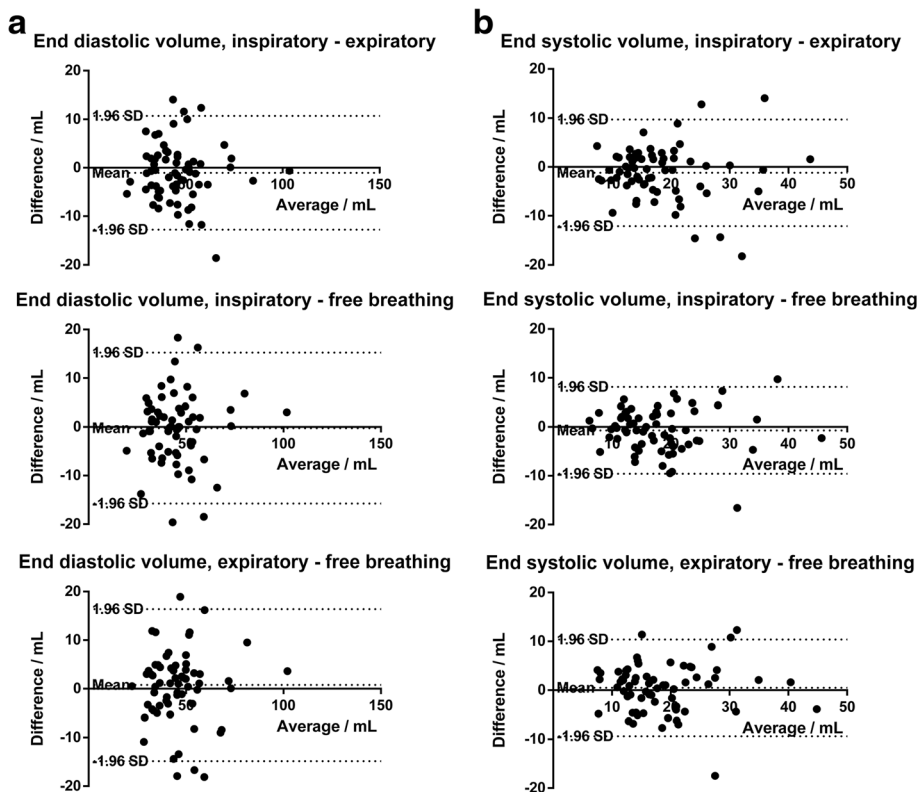 a
End diastolic volume, inspiratory - expiratory
20
1.96 SD
10
Difference / mL
0
Mean
50
100
150
Average / mL
-10
-1.96 SD
-20
End diastolic volume, inspiratory - free breathing
20
1.96 SD
10
Difference / mL
0
Mean
50
100
150
Average / mL
-10
-1.96 SD
-20
End diastolic volume, expiratory - free breathing
20
1.96 SD
10
Difference / mL
0
Mean
50
100
150
Average / mL
-10
-1.96 SD
-20
b
End systolic volume, inspiratory - expiratory
20
10
1.96 SD
Difference / mL
0
Mean
10
20
30
40
50
Average / mL
-10
-1.96 SD
-20
End systolic volume, inspiratory - free breathing
20
10
1.96 SD
Difference / mL
0
Mean
10
20
30
40
50
Average / mL
-10
-1.96 SD
-20
End systolic volume, expiratory - free breathing
20
10
1.96 SD
Difference / mL
0
Mean
10
20
30
40
50
Average / mL
-10
-1.96 SD
-20